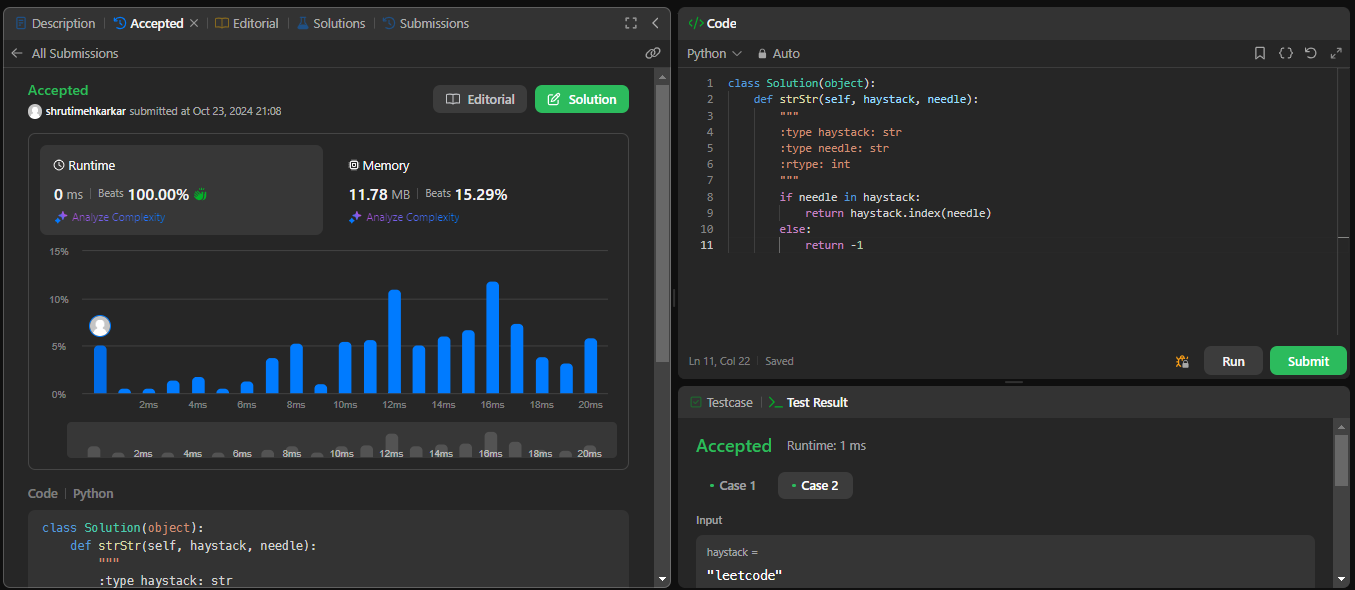 Description
Accepted
Editorial
Solutions
Submissions
All Submissions
Accepted
shrutimehkarkar submitted at Oct 23, 2024 21:08
Editorial
Solution
Runtime
0 ms | Beats 100.00%
Analyze Complexity
Memory
11.78 MB | Beats 15.29%
Analyze Complexity
15%
10%
5%
0%
2ms 4ms 6ms 8ms 10ms 12ms 14ms 16ms 18ms 20ms
2ms 4ms 6ms 8ms 10ms 12ms 14ms 16ms 18ms 20ms
Code | Python
class Solution(object):
def strStr(self, haystack, needle):
"""
:type haystack: str
</> Code
Python
Auto
1 class Solution(object):
2 def strStr(self, haystack, needle):
3 """
4 :type haystack: str
5 :type needle: str
6 :rtype: int
7 """
8 if needle in haystack:
9 return haystack.index(needle)
10 else:
11 return -1
Ln 11, Col 22 | Saved
Run
Submit
Testcase
>_ Test Result
Accepted
Runtime: 1 ms
• Case 1
• Case 2
Input
haystack =
"leetcode"